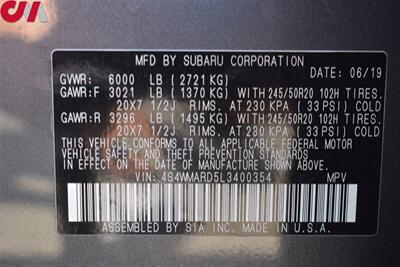 DIA
MFD BY SUBARU CORPORATION
GVWR: 6000 LB (2721 KG) DATE: 06/19
GAWR:F 3021 LB (1370 KG) WITH 245/50R20 102H TIRES.
20X7 1/2J RIMS. AT 230 KPA (33 PSI) COLD
GAWR:R 3296 LB (1495 KG) WITH 245/50R20 102H TIRES.
20X7 1/2J RIMS. AT 230 KPA (33 PSI) COLD
THIS VEHICLE CONFORMS TO ALL APPLICABLE FEDERAL MOTOR
VEHICLE SAFETY, BUMPER, AND THEFT PREVENTION STANDARDS
IN EFFECT ON THE DATE OF MANUFACTURE SHOWN ABOVE.
VIN: 4S4WMARD5L3400354 MPV
ASSEMBLED BY SIA INC. MADE IN U.S.A.